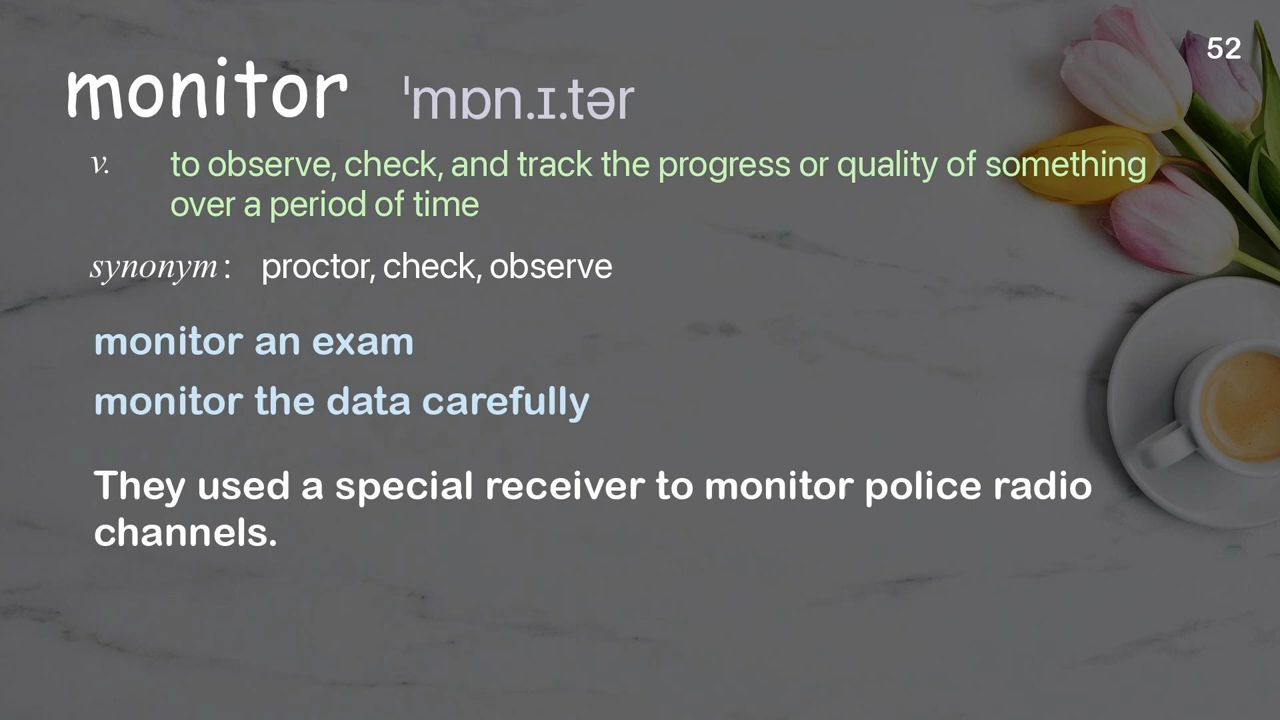 52
monitor ˈmɒn.ɪ.tər
v. to observe, check, and track the progress or quality of something
over a period of time
synonym: proctor, check, observe
monitor an exam
monitor the data carefully
They used a special receiver to monitor police radio
channels.